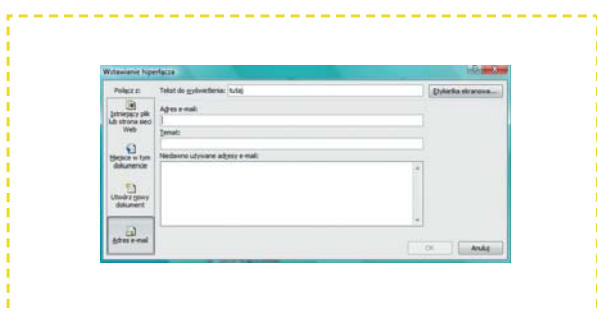 Wstawianie hiperłącza
Połącz z:
Tekst do wyświetlenia: tutaj
Etykietka ekranowa...
Istniejący plik
lub strona sieci
Web
Adres e-mail:
Temat:
Miejsce w tym
dokumencie
Niedawno używane adresy e-mail:
Utwórz nowy
dokument
Adres e-mail
OK
Anuluj